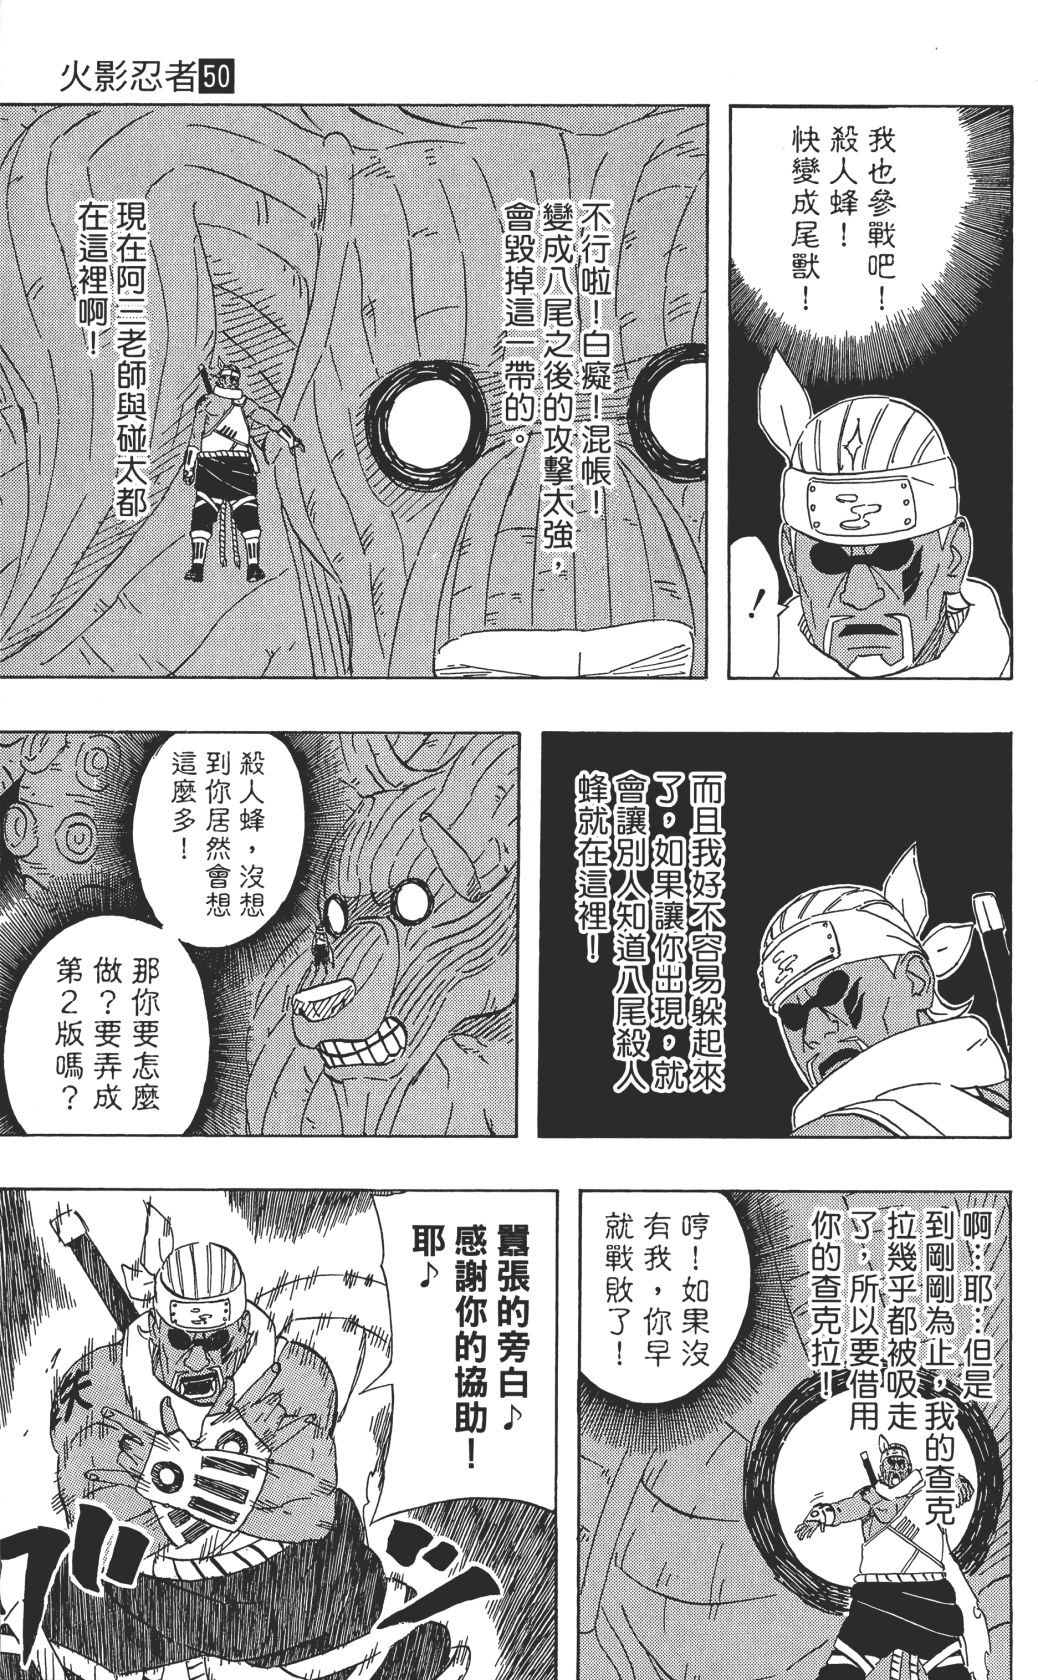 火影忍者50
我也參戰吧！
殺人蜂！
快變成尾獸！
！
不行啦！白癡！混帳！
變成八尾之後的攻擊太強，
會毀掉這一帶的。
現在阿三老師與碰太都
在這裡啊！
而且我好不容易躲起來
了，如果讓你出現，就
會讓別人知道八尾殺人
蜂就在這裡！
殺人蜂，沒想
到你居然會想
這麼多！
那你要怎麼
做？要弄成
第2版嗎？
啊…耶…但是
到剛剛為止，我的查克
拉幾乎都被吸走
了，所以要借用
你的查克拉！
哼！如果沒
有我，你早
就戰敗了！
囂張的旁白♪
感謝你的協助！
耶♪
鉄
ブブ